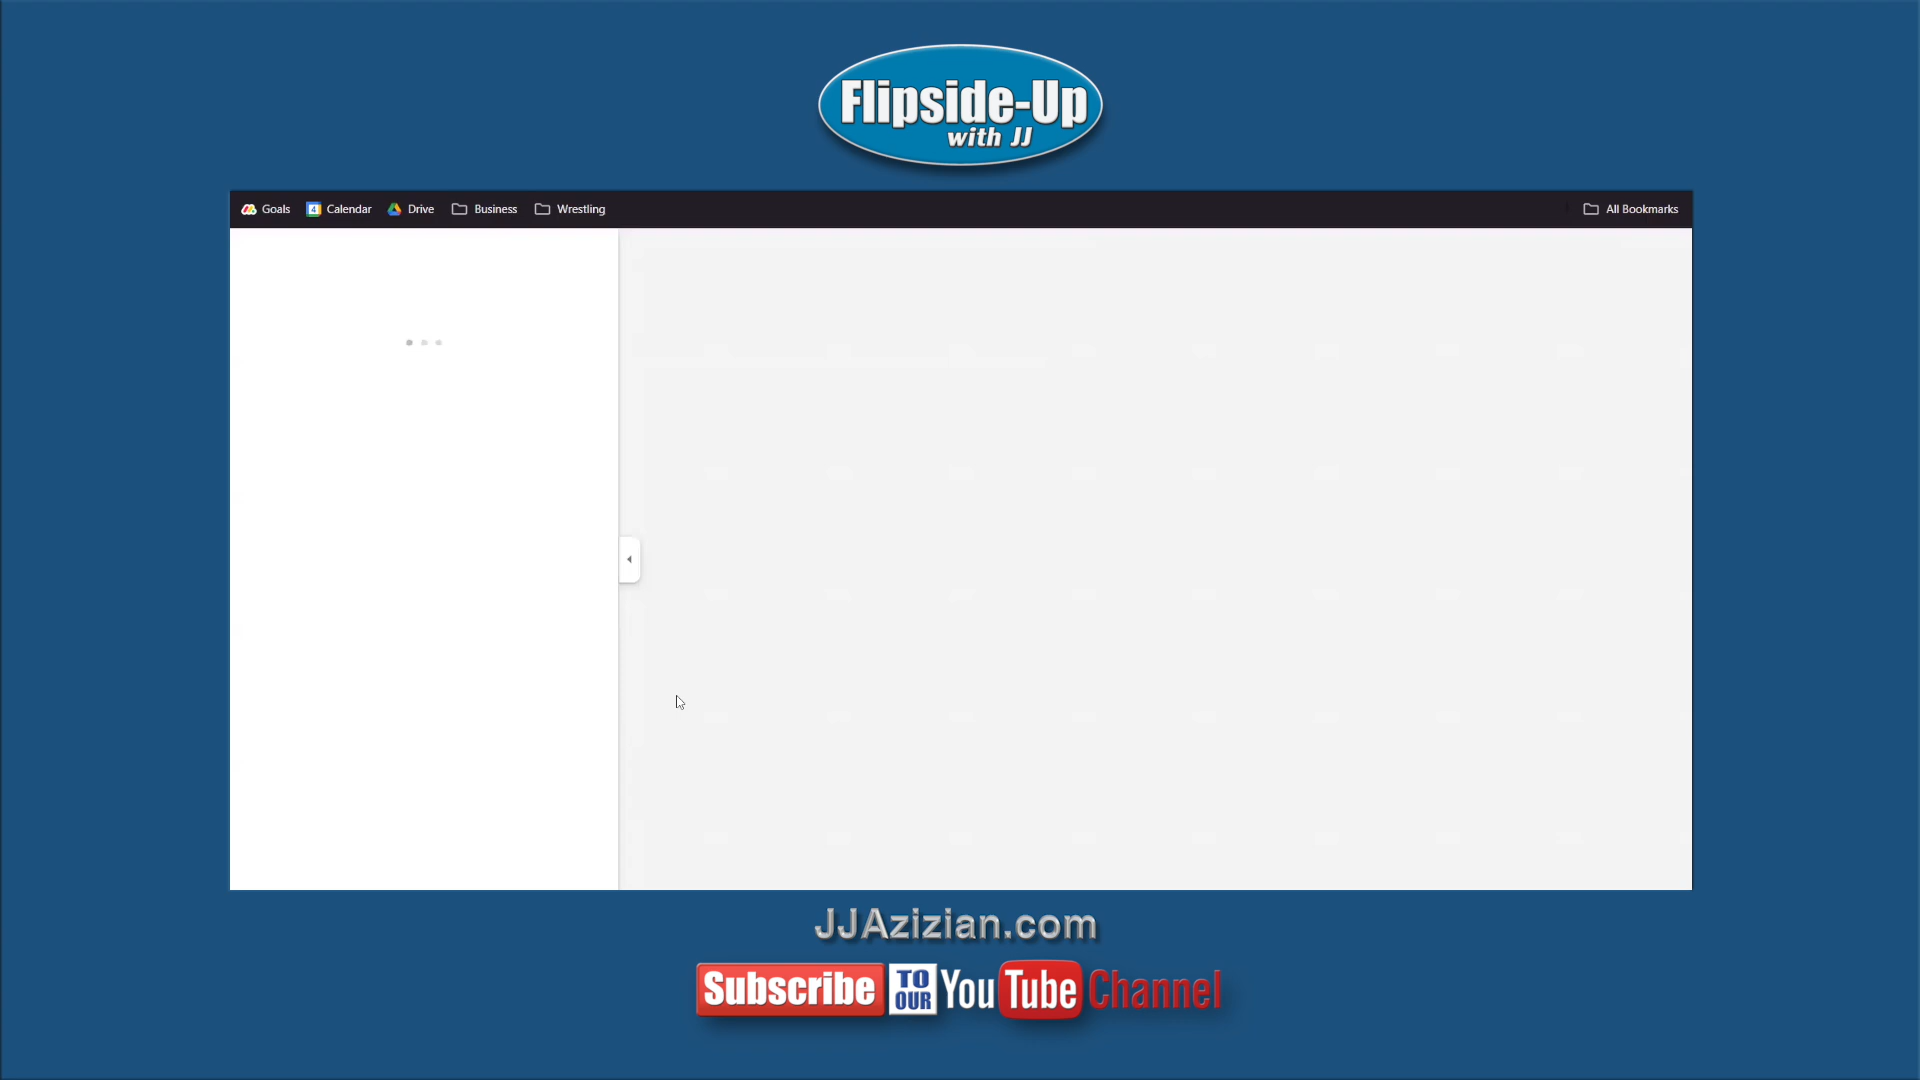 Flipside-Up
with JJ
Goals Calendar Drive Business Wrestling All Bookmarks
JJAzizian.com
Subscribe TO OUR YouTube Channel